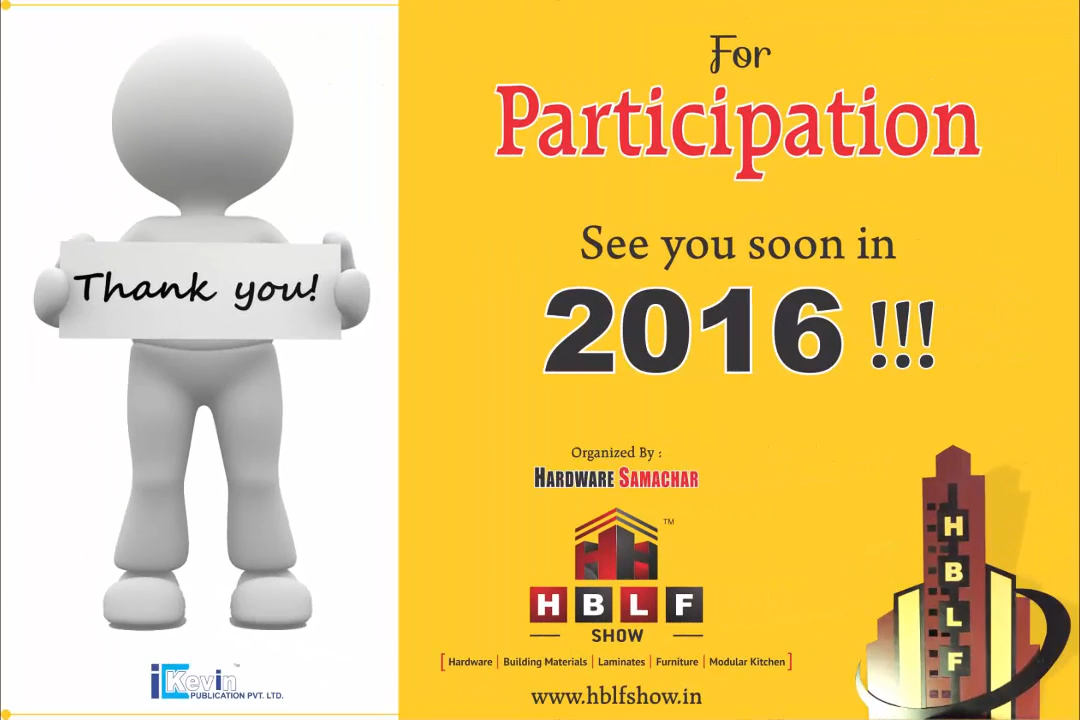 Thank you!
iKevin™
PUBLICATION PVT. LTD.
For
Participation
See you soon in
2016 !!!
Organized By :
HARDWARE SAMACHAR
TM
HBLF
SHOW
[ Hardware | Building Materials | Laminates | Furniture | Modular Kitchen ]
www.hblfshow.in
H
B
L
F